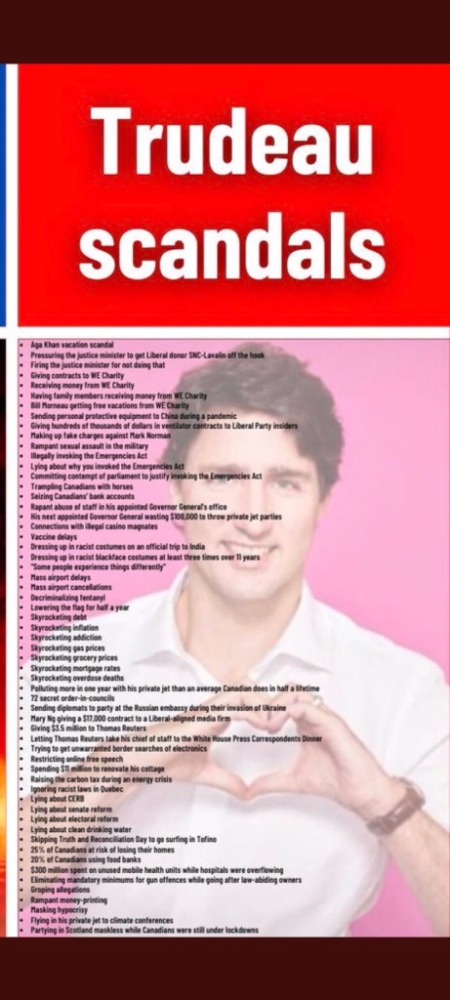 Trudeau
scandals
• Aga Khan vacation scandal
• Pressuring the justice minister to get Liberal donor SNC-Lavalin off the hook
• Firing the justice minister for not doing that
• Giving contracts to WE Charity
• Receiving money from WE Charity
• Having family members receiving money from WE Charity
• Bill Morneau getting free vacations from WE Charity
• Sending personal protective equipment to China during a pandemic
• Giving hundreds of thousands of dollars in ventilator contracts to Liberal Party insiders
• Making up fake charges against Mark Norman
• Rampant sexual assault in the military
• Illegally invoking the Emergencies Act
• Lying about why you invoked the Emergencies Act
• Committing contempt of parliament to justify invoking the Emergencies Act
• Trampling Canadians with horses
• Seizing Canadians' bank accounts
• Rapant abuse of staff in his appointed Governor General's office
• His next appointed Governor General wasting $100,000 to throw private jet parties
• Connections with illegal casino magnates
• Vaccine delays
• Dressing up in racist costumes on an official trip to India
• Dressing up in racist blackface costumes at least three times over 11 years
• "Some people experience things differently"
• Mass airport delays
• Mass airport cancellations
• Decriminalizing fentanyl
• Lowering the flag for half a year
• Skyrocketing debt
• Skyrocketing inflation
• Skyrocketing addiction
• Skyrocketing gas prices
• Skyrocketing grocery prices
• Skyrocketing mortgage rates
• Skyrocketing overdose deaths
• Polluting more in one year with his private jet than an average Canadian does in half a lifetime
• 72 secret order-in-councils
• Sending diplomats to party at the Russian embassy during their invasion of Ukraine
• Mary Ng giving a $17,000 contract to a Liberal-aligned media firm
• Giving $3.5 million to Thomas Reuters
• Letting Thomas Reuters take his chief of staff to the White House Press Correspondents Dinner
• Trying to get unwarranted border searches of electronics
• Restricting online free speech
• Spending $11 million to renovate his cottage
• Raising the carbon tax during an energy crisis
• Ignoring racist laws in Quebec
• Lying about CERB
• Lying about senate reform
• Lying about electoral reform
• Lying about clean drinking water
• Skipping Truth and Reconciliation Day to go surfing in Tofino
• 25% of Canadians at risk of losing their homes
• 20% of Canadians using food banks
• $300 million spent on unused mobile health units while hospitals were overflowing
• Eliminating mandatory minimums for gun offences while going after law-abiding owners
• Groping allegations
• Rampant money-printing
• Masking hypocrisy
• Flying in his private jet to climate conferences
• Partying in Scotland maskless while Canadians were still under lockdowns